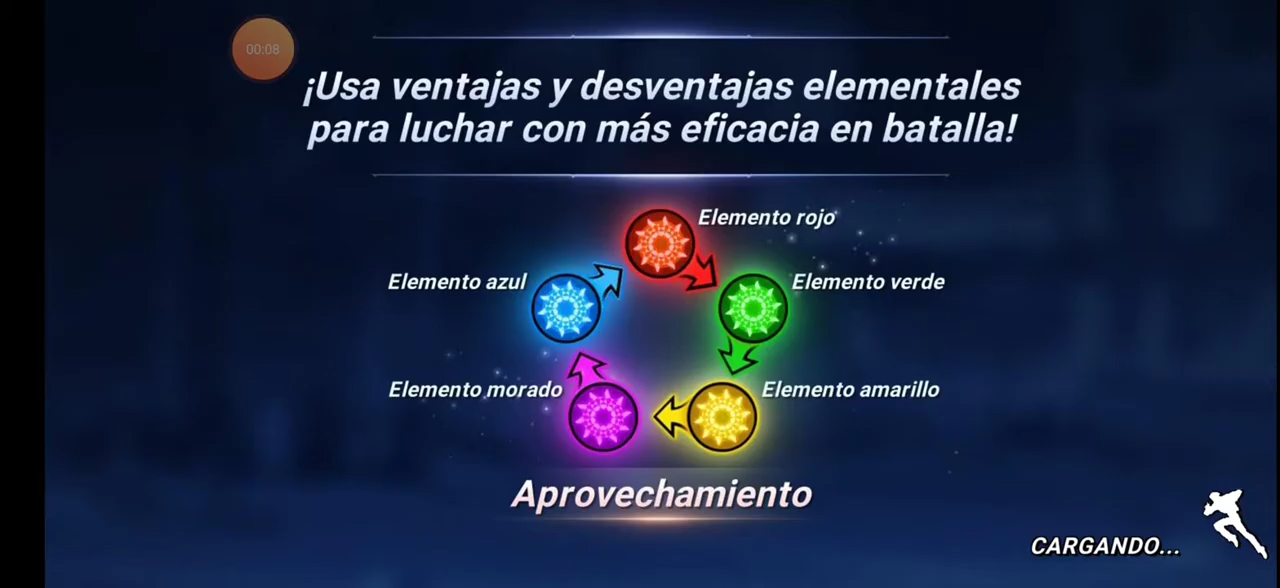 00:08
¡Usa ventajas y desventajas elementales
para luchar con más eficacia en batalla!
Elemento rojo
Elemento azul
Elemento verde
Elemento morado
Elemento amarillo
Aprovechamiento
CARGANDO...